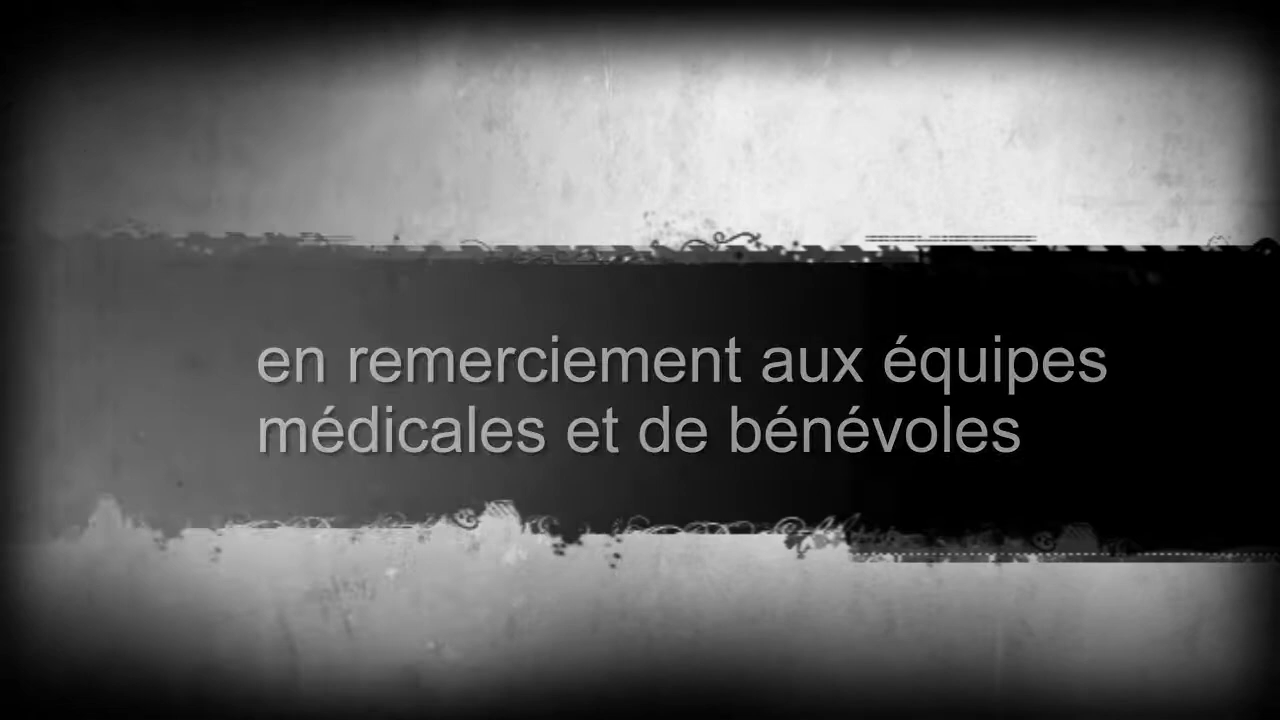 en remerciement aux équipes
médicales et de bénévoles